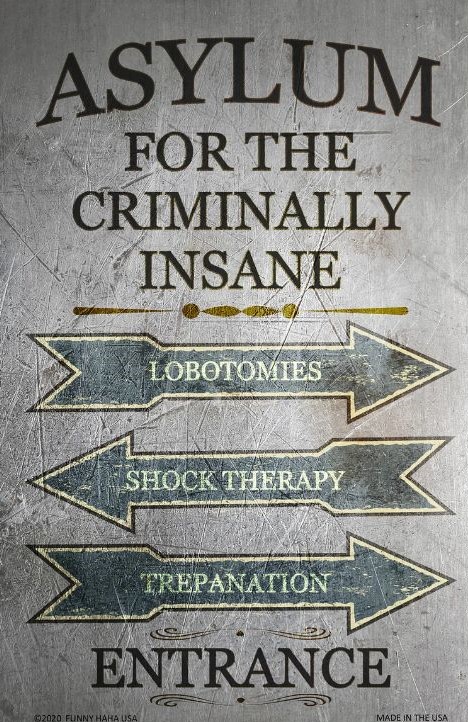 ASYLUM
FOR THE
CRIMINALLY
INSANE
LOBOTOMIES
SHOCK THERAPY
TREPANATION
ENTRANCE
©2020 FUNNY HAHA USA
MADE IN THE USA